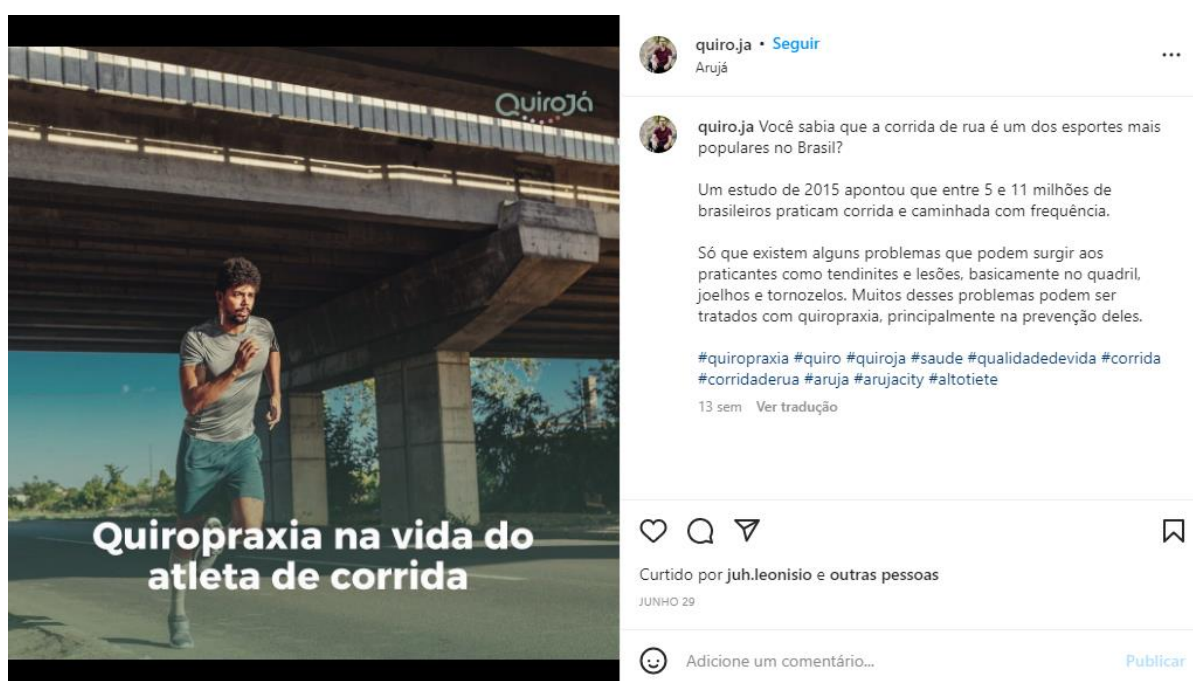 QuiroJá
Quiropraxia na vida do
atleta de corrida
quiro.ja • Seguir
Arujá
quiro.ja Você sabia que a corrida de rua é um dos esportes mais
populares no Brasil?
Um estudo de 2015 apontou que entre 5 e 11 milhões de
brasileiros praticam corrida e caminhada com frequência.
Só que existem alguns problemas que podem surgir aos
praticantes como tendinites e lesões, basicamente no quadril,
joelhos e tornozelos. Muitos desses problemas podem ser
tratados com quiropraxia, principalmente na prevenção deles.
#quiropraxia #quiro #quiroja #saude #qualidadedevida #corrida
#corridaderua #aruja #arujacity #altotiete
13 sem Ver tradução
Curtido por juh.leonisio e outras pessoas
JUNHO 29
Adicione um comentário... Publicar